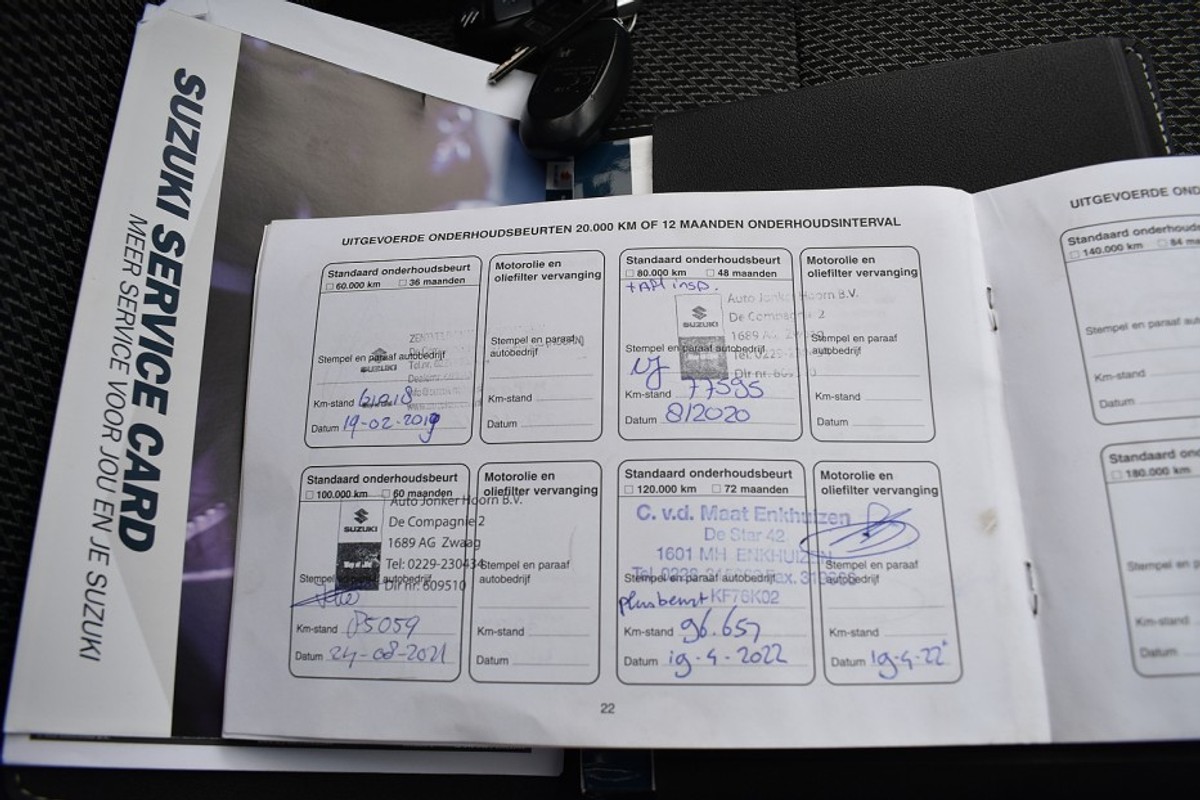 SUZUKI SERVICE CARD
MEER SERVICE VOOR JOU EN JE SUZUKI
UITGEVOERDE ONDERHOUDSBEURTEN 20.000 KM OF 12 MAANDEN ONDERHOUDSINTERVAL
Standaard onderhoudsbeurt
60.000 km 36 maanden
Stempel en paraaf autobedrijf
SUZUKI
Km-stand
Datum 19-02-2019
Motorolie en
oliefilter vervanging
Stempel en paraaf
autobedrijf
Km-stand
Datum
Standaard onderhoudsbeurt
80.000 km 48 maanden
+API insp.
SUZUKI
Auto Jonker Hoorn B.V.
De Compagnie 2
1689 AG Zwaag
Stempel en paraaf autobedrijf
Km-stand 77595
Datum 8/2020
Motorolie en
oliefilter vervanging
Stempel en paraaf
autobedrijf
Km-stand
Datum
Standaard onderhoudsbeurt
100.000 km 60 maanden
SUZUKI
Auto Jonker Hoorn B.V.
De Compagnie 2
1689 AG Zwaag
Tel: 0229-230434
Dir nr: 609510
Stempel en paraaf autobedrijf
Km-stand 85059
Datum 24-08-2021
Motorolie en
oliefilter vervanging
Stempel en paraaf
autobedrijf
Km-stand
Datum
Standaard onderhoudsbeurt
120.000 km 72 maanden
C. v.d. Maat Enkhuizen
De Star 42
1601 MH ENKHUIZEN
Stempel en paraaf autobedrijf
plusbeurt KF76K02
Km-stand 96.657
Datum 19-4-2022
Motorolie en
oliefilter vervanging
Stempel en paraaf
autobedrijf
Km-stand
Datum 19-4-22
22
UITGEVOERDE
Standaard
140.000 km 84
Stempel en paraaf
Km-stand
Datum
Standaard
180.000 km
Stempel en
Km-stand
Datum